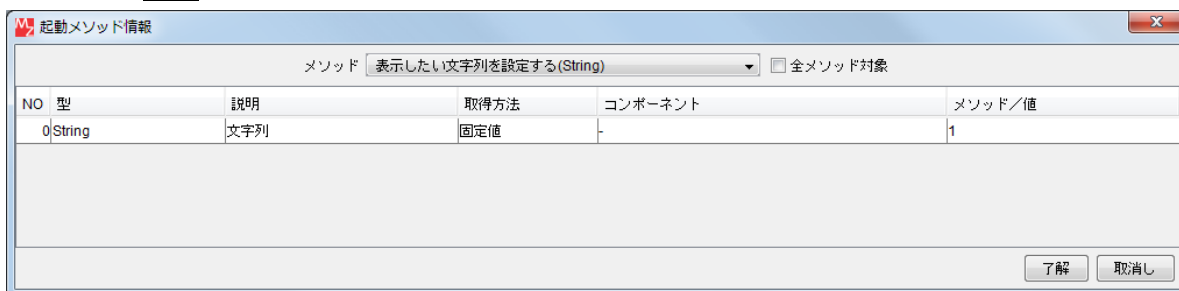 起動メソッド情報
メソッド 表示したい文字列を設定する(String) 全メソッド対象
NO 型 説明 取得方法 コンポーネント メソッド／値
0 String 文字列 固定値 - 1
了解 取消し